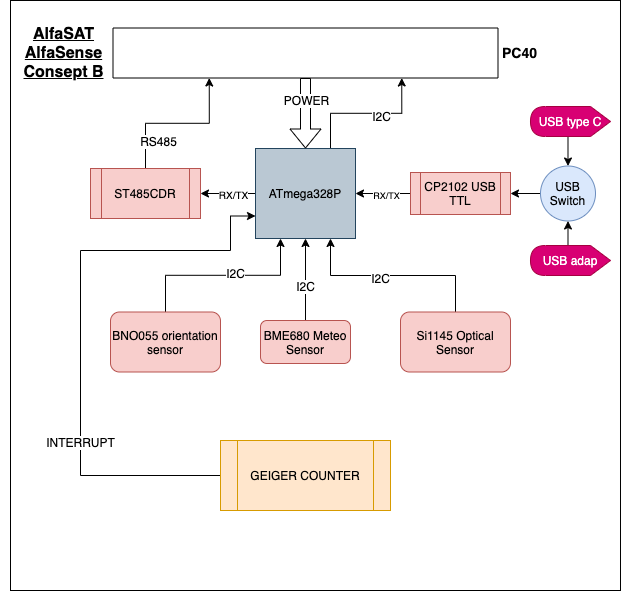 AlfaSAT
AlfaSense
Consept B
PC40
POWER
I2C
RS485
USB type C
ST485CDR
RX/TX
ATmega328P
RX/TX
CP2102 USB
TTL
USB
Switch
USB adap
I2C
I2C
I2C
BNO055 orientation
sensor
BME680 Meteo
Sensor
Si1145 Optical
Sensor
INTERRUPT
GEIGER COUNTER